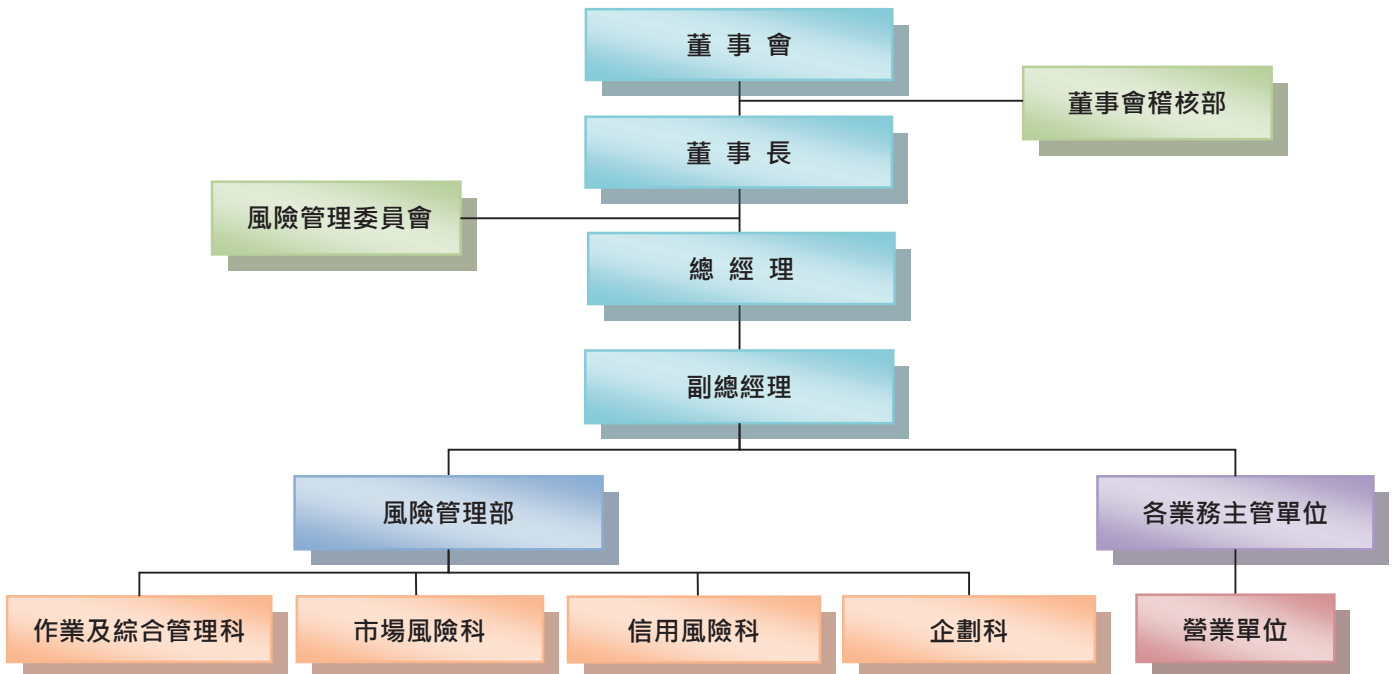 董事會
董事會稽核部
董事長
風險管理委員會
總經理
副總經理
風險管理部
各業務主管單位
作業及綜合管理科
市場風險科
信用風險科
企劃科
營業單位